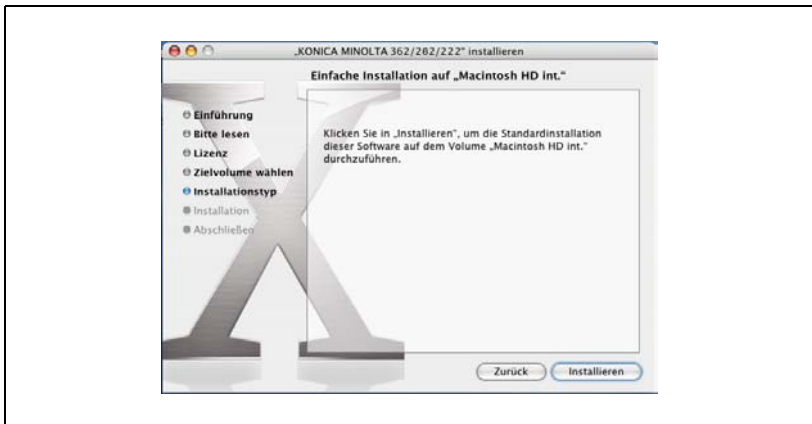 „KONICA MINOLTA 362/282/222“ installieren
Einfache Installation auf „Macintosh HD int.“
Einführung
Bitte lesen
Lizenz
Zielvolume wählen
Installationstyp
Installation
Abschließen
Klicken Sie in „Installieren“, um die Standardinstallation
dieser Software auf dem Volume „Macintosh HD int.“
durchzuführen.
Zurück
Installieren